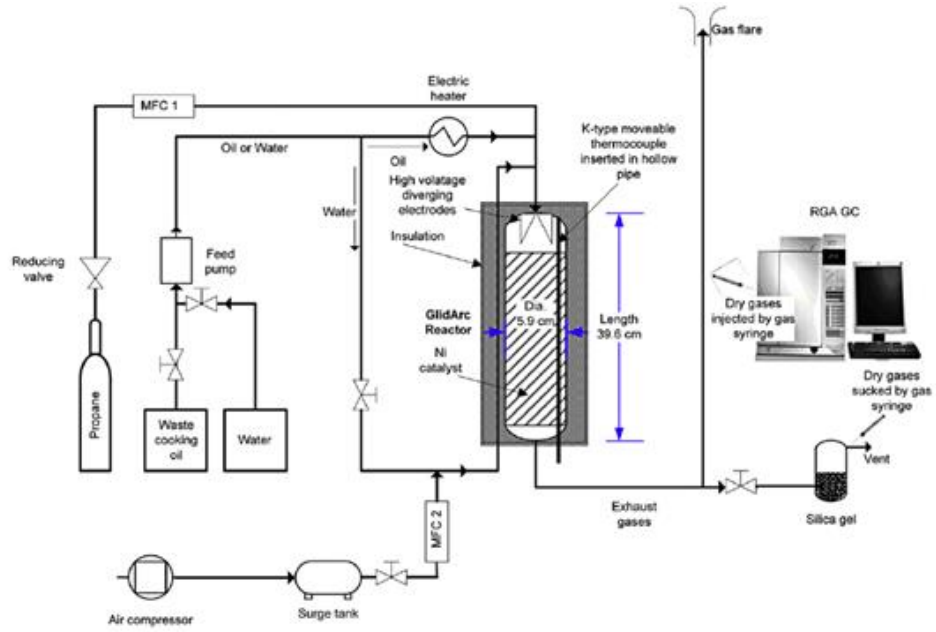 Gas flare
Electric
heater
MFC 1
K-type moveable
thermocouple
inserted in hollow
pipe
Oil or Water
Oil
High volatage
diverging
electrodes
Water
RGA GC
Insulation
Reducing
valve
Feed
pump
Dry gases
injected by gas
syringe
GlidArc
Reactor
Dia.
5.9 cm
Length
39.6 cm
Ni
catalyst
Dry gases
sucked by gas
syringe
Propane
Waste
cooking
oil
Water
Vent
MFC 2
Exhaust
gases
Silica gel
Air compressor
Surge tank